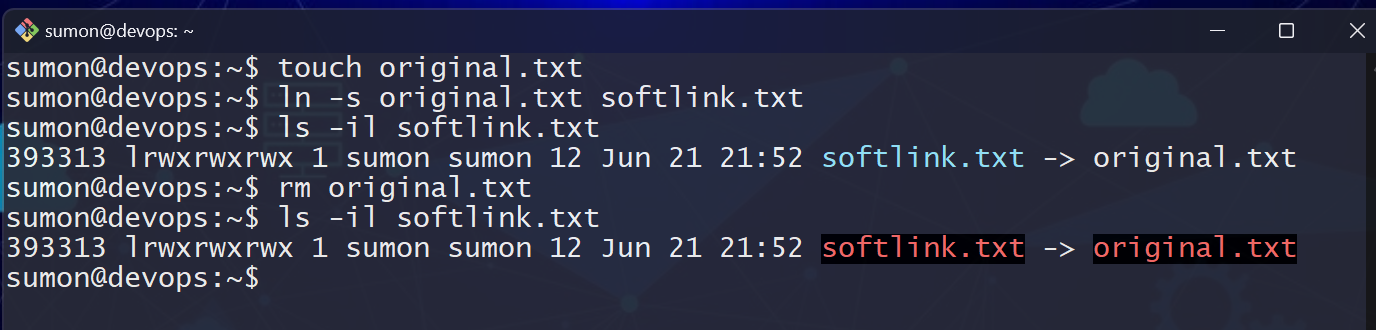 sumon@devops: ~
sumon@devops:~$ touch original.txt
sumon@devops:~$ ln -s original.txt softlink.txt
sumon@devops:~$ ls -il softlink.txt
393313 lrwxrwxrwx 1 sumon sumon 12 Jun 21 21:52 softlink.txt -> original.txt
sumon@devops:~$ rm original.txt
sumon@devops:~$ ls -il softlink.txt
393313 lrwxrwxrwx 1 sumon sumon 12 Jun 21 21:52 softlink.txt -> original.txt
sumon@devops:~$